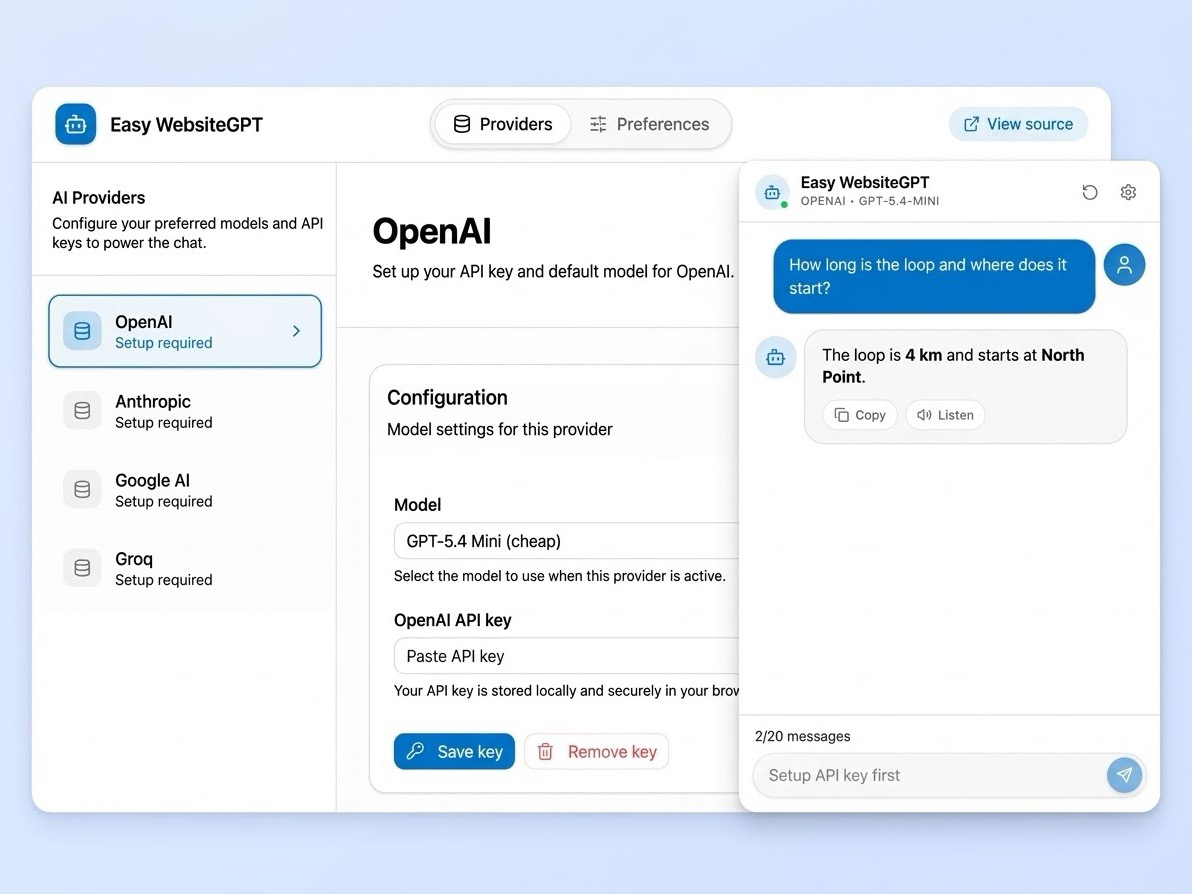 Easy WebsiteGPT
Providers
Preferences
View source
AI Providers
Configure your preferred models and API
keys to power the chat.
OpenAI
Setup required
Anthropic
Setup required
Google AI
Setup required
Groq
Setup required
OpenAI
Set up your API key and default model for OpenAI.
Configuration
Model settings for this provider
Model
GPT-5.4 Mini (cheap)
Select the model to use when this provider is active.
OpenAI API key
Paste API key
Your API key is stored locally and securely in your
Save key
Remove key
Easy WebsiteGPT
OPENAI • GPT-5.4-MINI
How long is the loop and where does it
start?
The loop is 4 km and starts at North
Point.
Copy
Listen
2/20 messages
Setup API key first